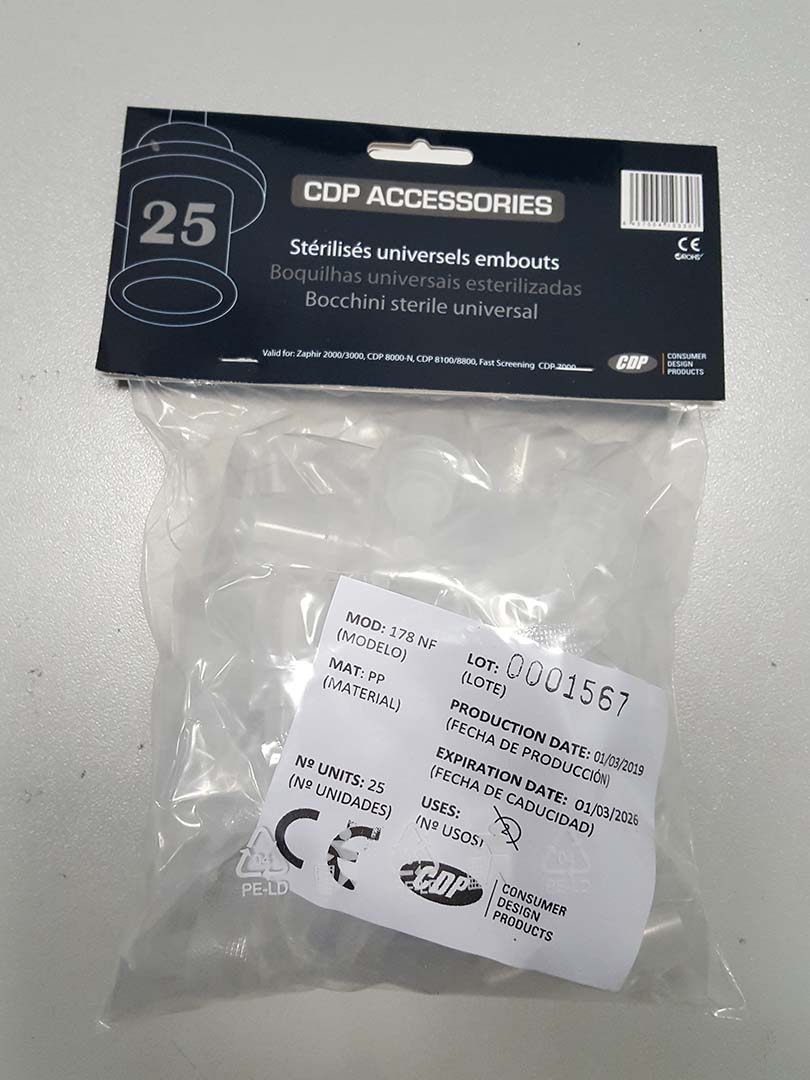 25
CDP ACCESSORIES
Stérilisés universels embouts
Boquilhas universais esterilizadas
Bocchini sterile universal
CE
ROHS
Valid for: Zaphir 2000/3000, CDP 8000-N, CDP 8100/8800, Fast Screening CDP 7000
CDP
CONSUMER
DESIGN
PRODUCTS
MOD: 178 NF
(MODELO)
MAT: PP
(MATERIAL)
Nº UNITS: 25
(Nº UNIDADES)
LOT: 0001567
(LOTE)
PRODUCTION DATE: 01/03/2019
(FECHA DE PRODUCCIÓN)
EXPIRATION DATE: 01/03/2026
(FECHA DE CADUCIDAD)
USES: 2
(Nº USOS)
CE
CDP
CONSUMER
DESIGN
PRODUCTS
04
PE-LD
PE-LD